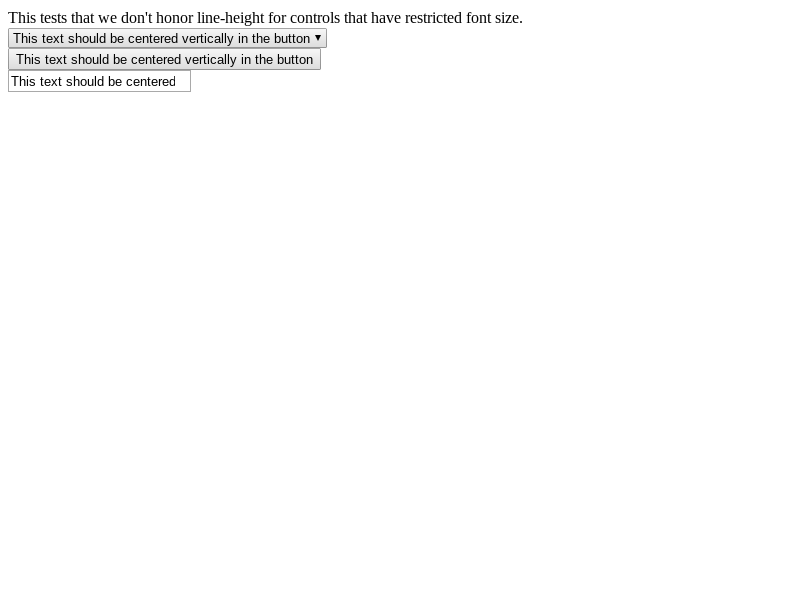 This tests that we don't honor line-height for controls that have restricted font size.
This text should be centered vertically in the button ▾
This text should be centered vertically in the button
This text should be centered